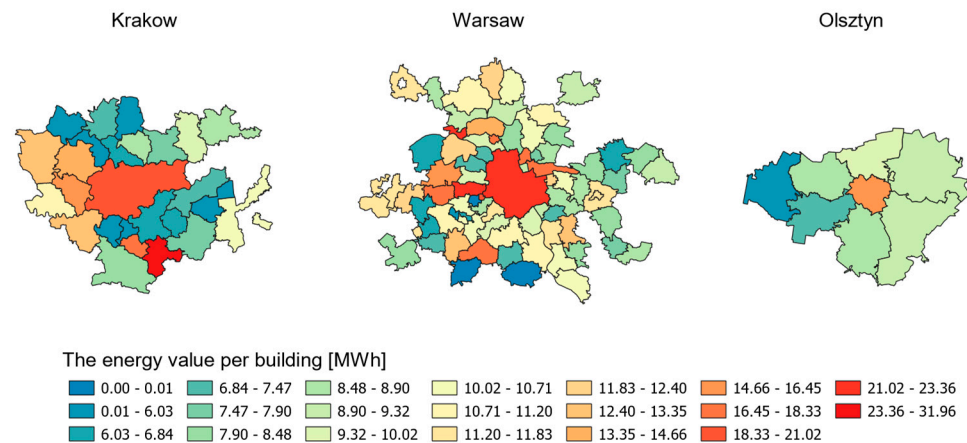 Krakow Warsaw Olsztyn
The energy value per building [MWh]
0.00 - 0.01 6.84 - 7.47 8.48 - 8.90 10.02 - 10.71 11.83 - 12.40 14.66 - 16.45 21.02 - 23.36
0.01 - 6.03 7.47 - 7.90 8.90 - 9.32 10.71 - 11.20 12.40 - 13.35 16.45 - 18.33 23.36 - 31.96
6.03 - 6.84 7.90 - 8.48 9.32 - 10.02 11.20 - 11.83 13.35 - 14.66 18.33 - 21.02